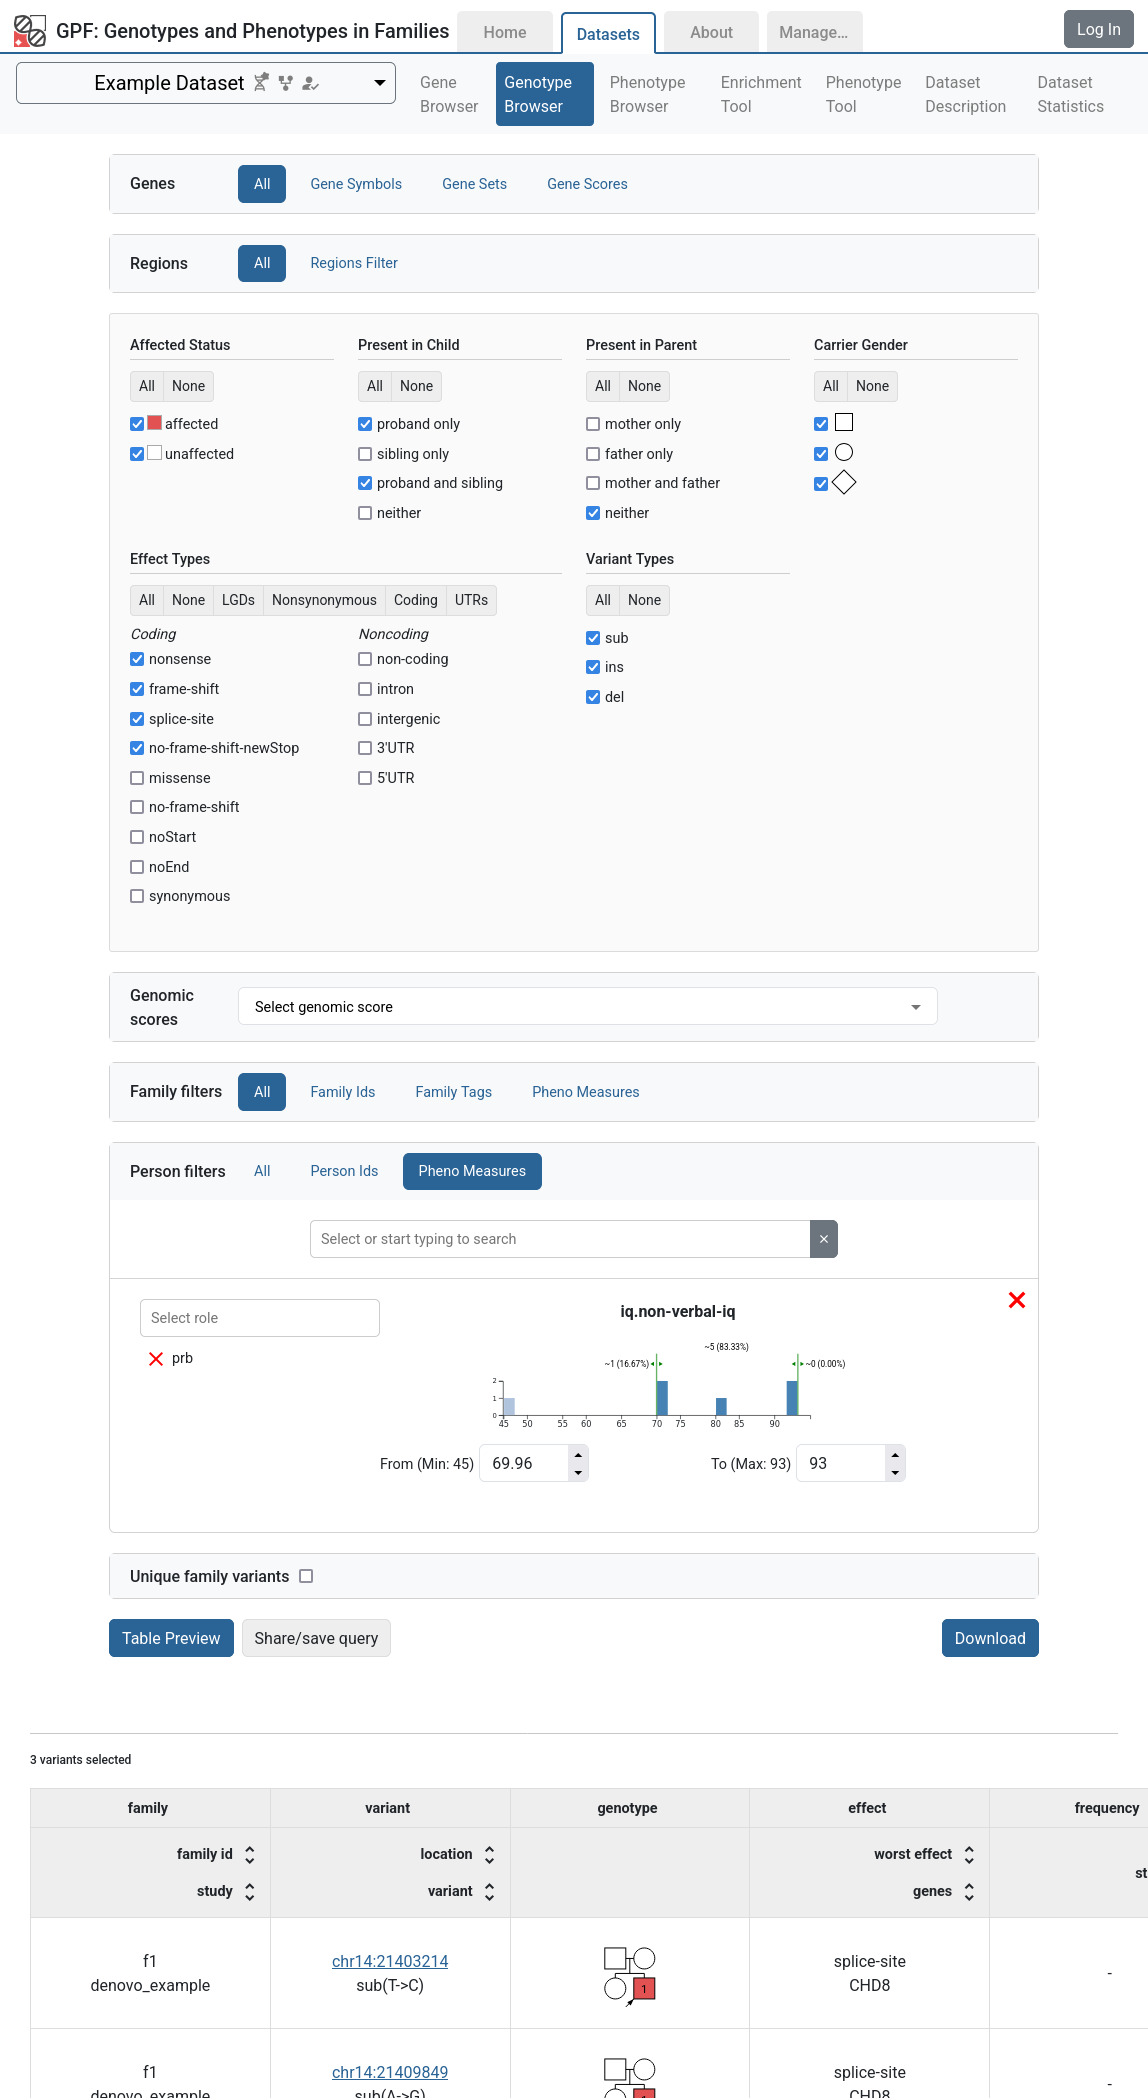 GPF: Genotypes and Phenotypes in Families
Home
Datasets
About
Manage...
Log In
Example Dataset
Gene Browser
Genotype Browser
Phenotype Browser
Enrichment Tool
Phenotype Tool
Dataset Description
Dataset Statistics
Genes All Gene Symbols Gene Sets Gene Scores
Regions All Regions Filter
Affected Status
All None
affected
unaffected
Present in Child
All None
proband only
sibling only
proband and sibling
neither
Present in Parent
All None
mother only
father only
mother and father
neither
Carrier Gender
All None
Effect Types
All None LGDs Nonsynonymous Coding UTRs
Coding
nonsense
frame-shift
splice-site
no-frame-shift-newStop
missense
no-frame-shift
noStart
noEnd
synonymous
Noncoding
non-coding
intron
intergenic
3'UTR
5'UTR
Variant Types
All None
sub
ins
del
Genomic scores
Select genomic score
Family filters All Family Ids Family Tags Pheno Measures
Person filters All Person Ids Pheno Measures
Select or start typing to search
Select role
prb
iq.non-verbal-iq
~5 (83.33%)
~1 (16.67%) ~0 (0.00%)
2
1
0
45 50 55 60 65 70 75 80 85 90
From (Min: 45) 69.96 To (Max: 93) 93
Unique family variants
Table Preview Share/save query Download
3 variants selected
family variant genotype effect frequency
family id location worst effect
st
study variant genes
f1 chr14:21403214 splice-site
denovo_example sub(T->C) 1 CHD8 -
f1 chr14:21409849 splice-site
denovo_example sub(A->G) CHD8 -